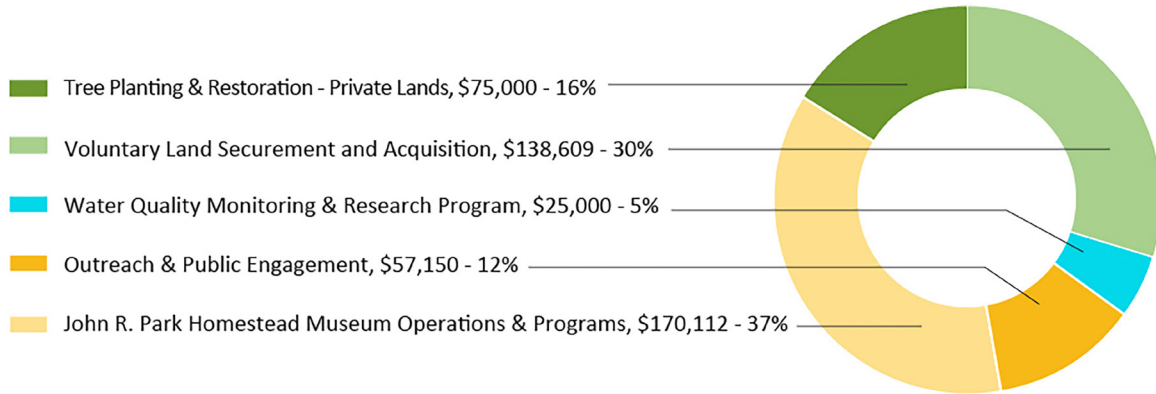 Tree Planting & Restoration - Private Lands, $75,000 - 16%
Voluntary Land Securement and Acquisition, $138,609 - 30%
Water Quality Monitoring & Research Program, $25,000 - 5%
Outreach & Public Engagement, $57,150 - 12%
John R. Park Homestead Museum Operations & Programs, $170,112 - 37%